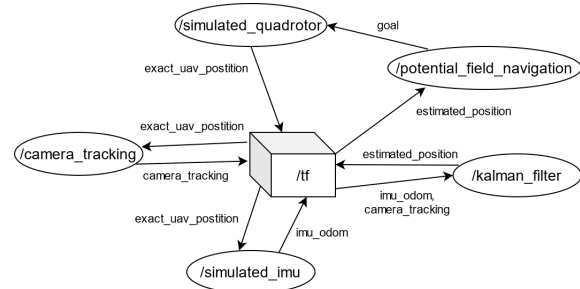 /simulated_quadrotor
goal
/potential_field_navigation
exact_uav_postition
estimated_position
exact_uav_postition
/camera_tracking
camera_tracking
/tf
estimated_position
/kalman_filter
imu_odom,
camera_tracking
exact_uav_postition
imu_odom
/simulated_imu